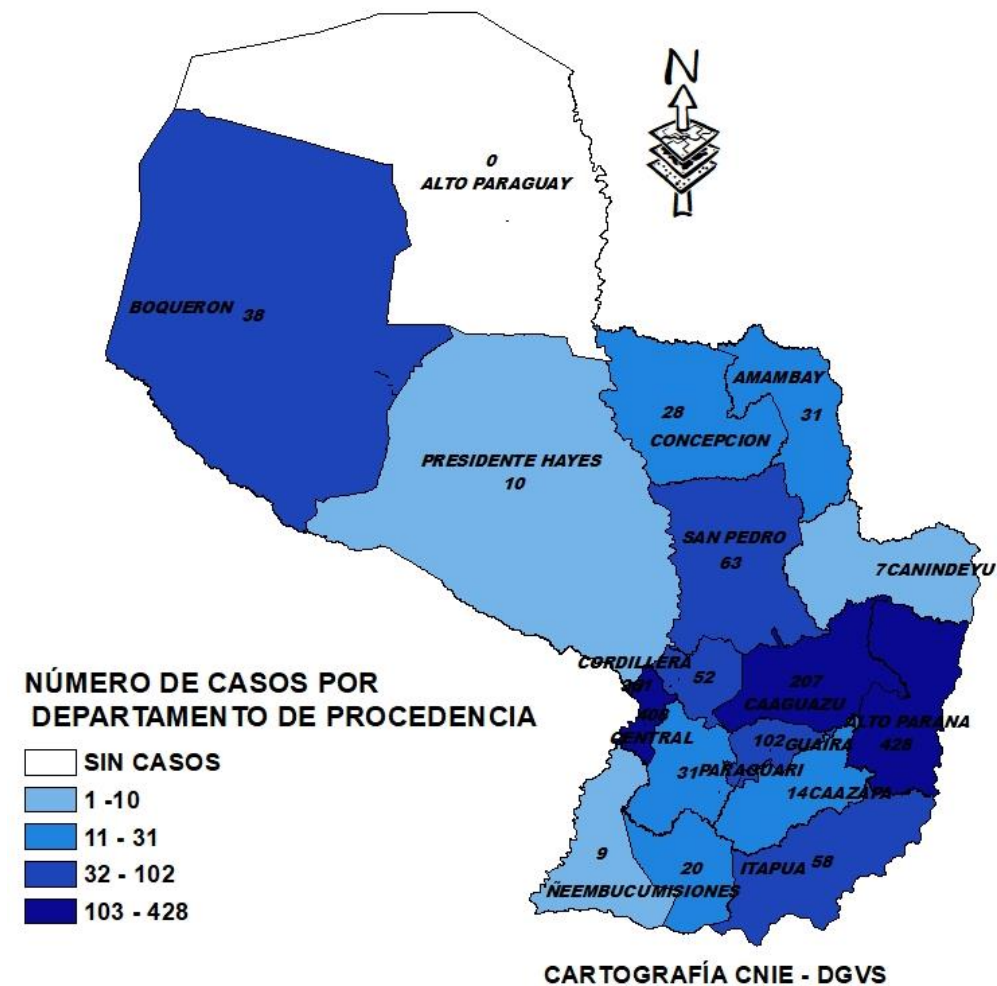 N
0
ALTO PARAGUAY
BOQUERON 38
AMAMBAY
31
28
CONCEPCION
PRESIDENTE HAYES
10
SAN PEDRO
63
7CANINDEYU
CORDILLERA
52
207
CAAGUAZU
ALTO PARANA
428
CENTRAL
102 GUAIRA
31PARAGUARI
14CAAZAPA
9
20
ITAPUA 58
ÑEEMBUCUMISIONES
NÚMERO DE CASOS POR
DEPARTAMENTO DE PROCEDENCIA
SIN CASOS
1 -10
11 - 31
32 - 102
103 - 428
CARTOGRAFÍA CNIE - DGVS